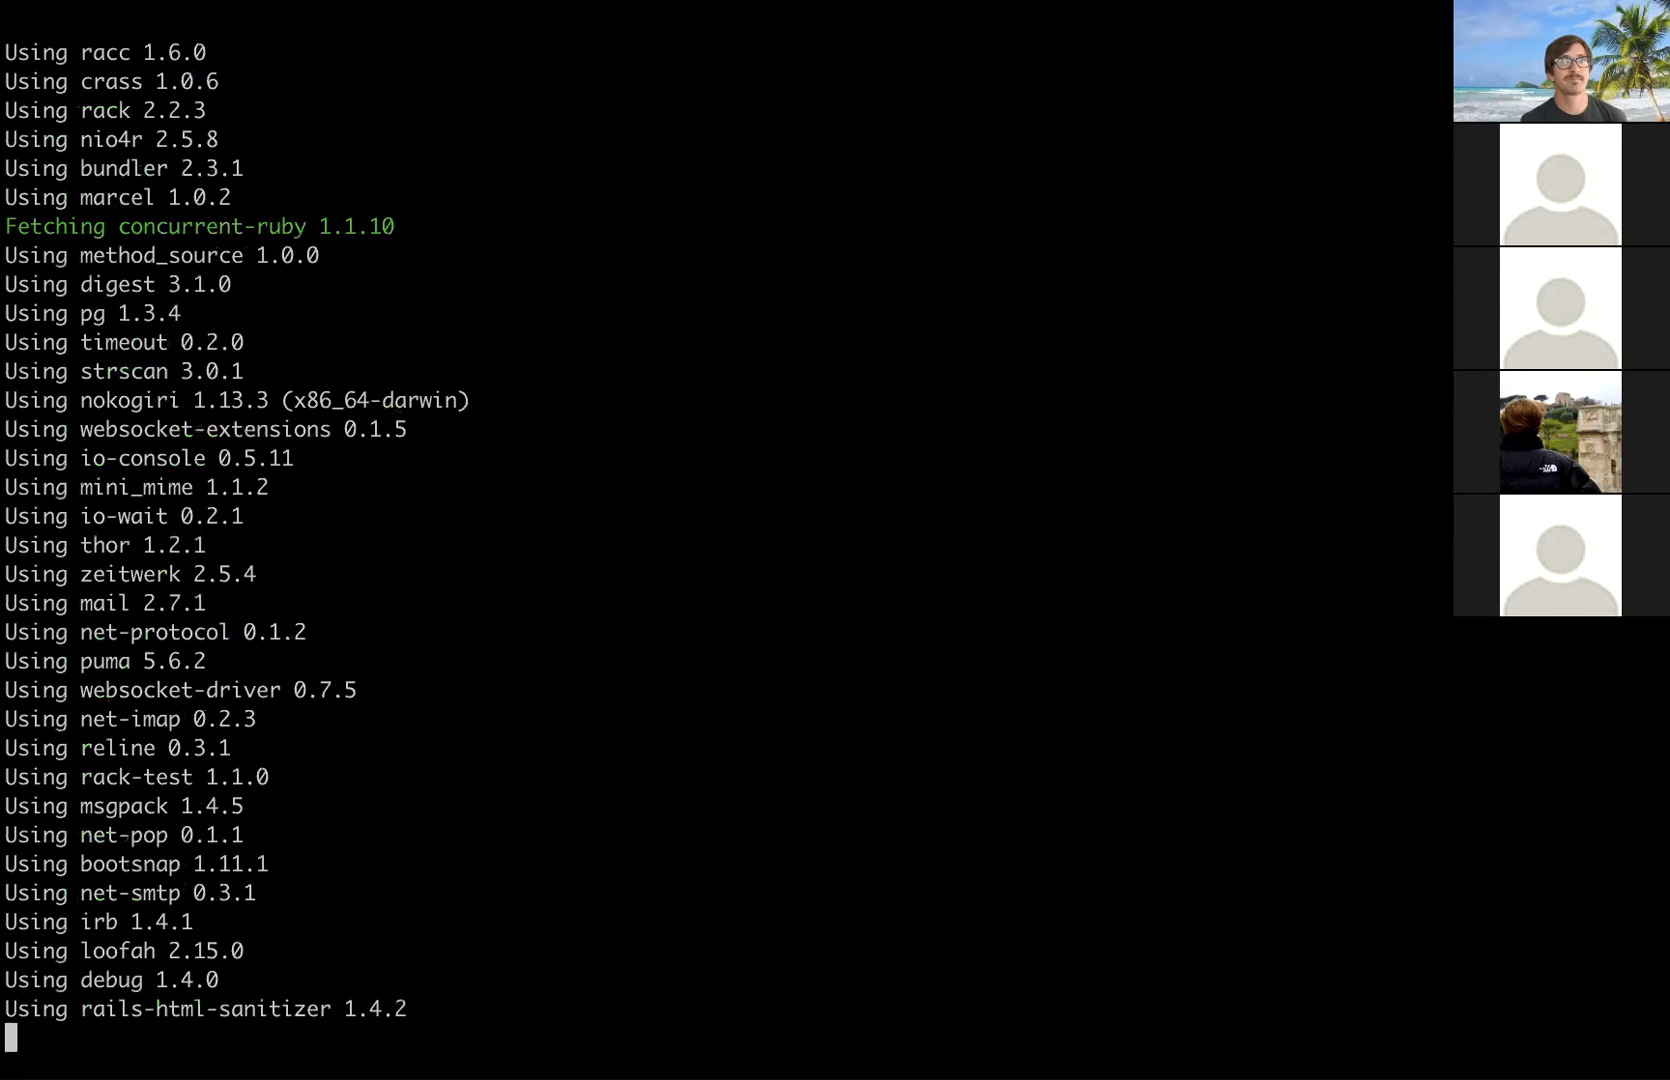 Using racc 1.6.0
Using crass 1.0.6
Using rack 2.2.3
Using nio4r 2.5.8
Using bundler 2.3.1
Using marcel 1.0.2
Fetching concurrent-ruby 1.1.10
Using method_source 1.0.0
Using digest 3.1.0
Using pg 1.3.4
Using timeout 0.2.0
Using strscan 3.0.1
Using nokogiri 1.13.3 (x86_64-darwin)
Using websocket-extensions 0.1.5
Using io-console 0.5.11
Using mini_mime 1.1.2
Using io-wait 0.2.1
Using thor 1.2.1
Using zeitwerk 2.5.4
Using mail 2.7.1
Using net-protocol 0.1.2
Using puma 5.6.2
Using websocket-driver 0.7.5
Using net-imap 0.2.3
Using reline 0.3.1
Using rack-test 1.1.0
Using msgpack 1.4.5
Using net-pop 0.1.1
Using bootsnap 1.11.1
Using net-smtp 0.3.1
Using irb 1.4.1
Using loofah 2.15.0
Using debug 1.4.0
Using rails-html-sanitizer 1.4.2